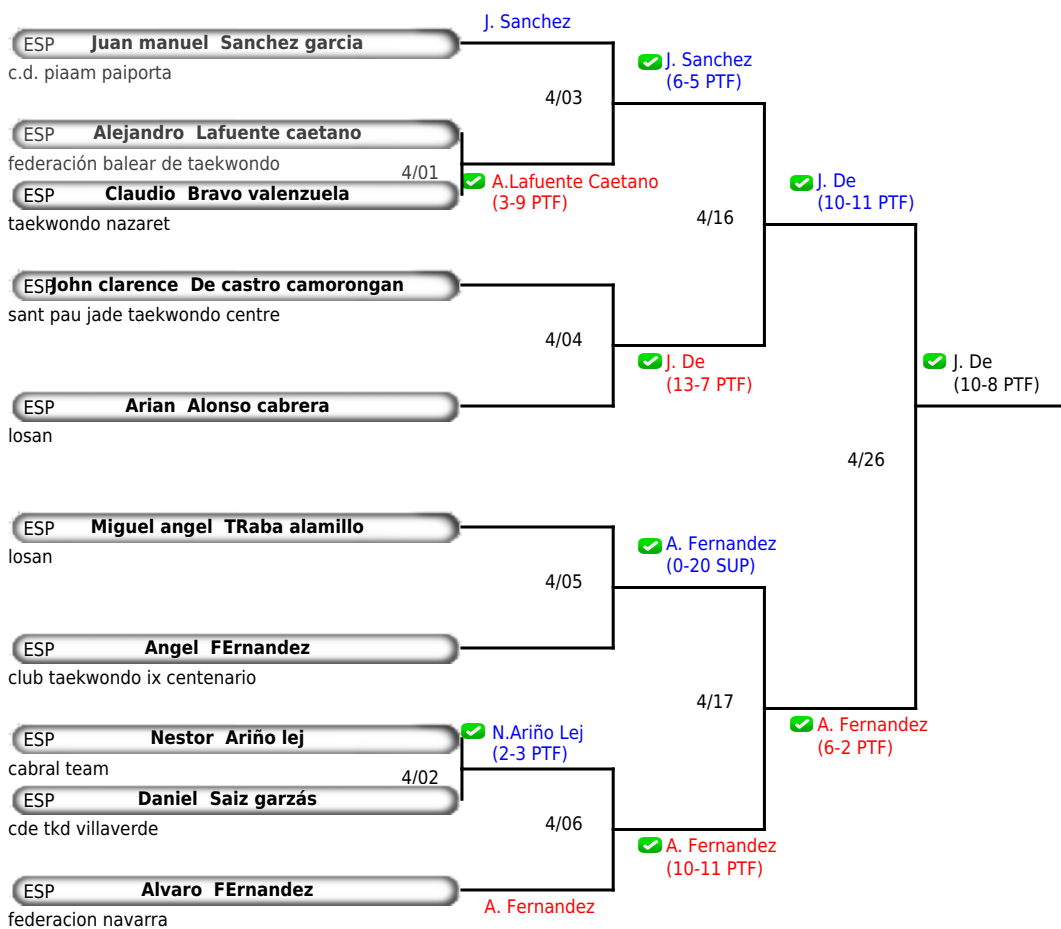 J. Sanchez
ESP Juan manuel Sanchez garcia
c.d. piaam paiporta
J. Sanchez
(6-5 PTF)
4/03
ESP Alejandro Lafuente caetano
federación balear de taekwondo
4/01
A.Lafuente Caetano
(3-9 PTF)
ESP Claudio Bravo valenzuela
taekwondo nazaret
J. De
(10-11 PTF)
4/16
ESP John clarence De castro camorongan
sant pau jade taekwondo centre
4/04
J. De
(13-7 PTF)
J. De
(10-8 PTF)
ESP Arian Alonso cabrera
losan
4/26
ESP Miguel angel TRaba alamillo
losan
A. Fernandez
(0-20 SUP)
4/05
ESP Angel FErnandez
club taekwondo ix centenario
4/17
A. Fernandez
(6-2 PTF)
ESP Nestor Ariño lej
cabral team
N.Ariño Lej
(2-3 PTF)
4/02
ESP Daniel Saiz garzás
cde tkd villaverde
4/06
A. Fernandez
(10-11 PTF)
ESP Alvaro FErnandez
federacion navarra
A. Fernandez